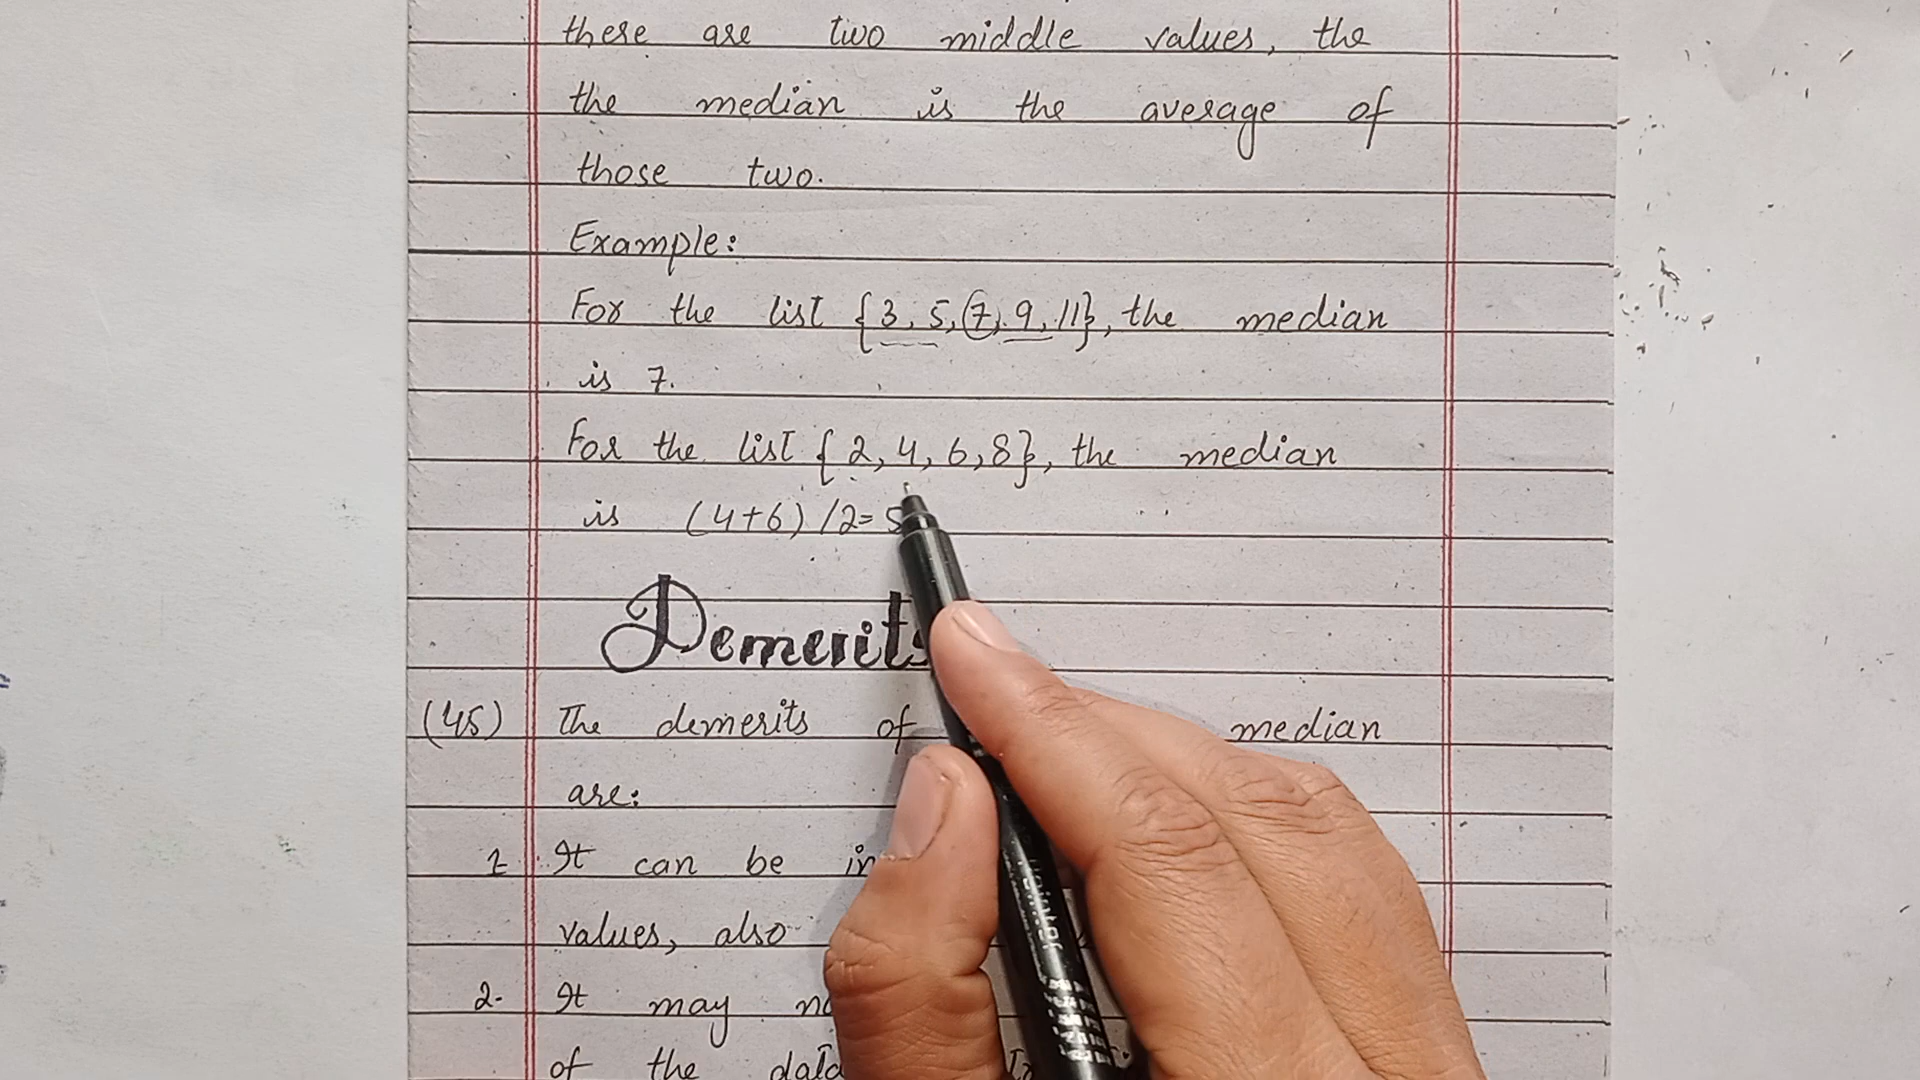 there are two middle values, the
the median is the average of
those two.
Example:
For the list {3, 5, 7, 9, 11}, the median
is 7.
For the list {2, 4, 6, 8}, the median
is (4+6)/2=5
Demerits
(45) The demerits of median
are:
1. It can be
values, also
2. It may
of the data